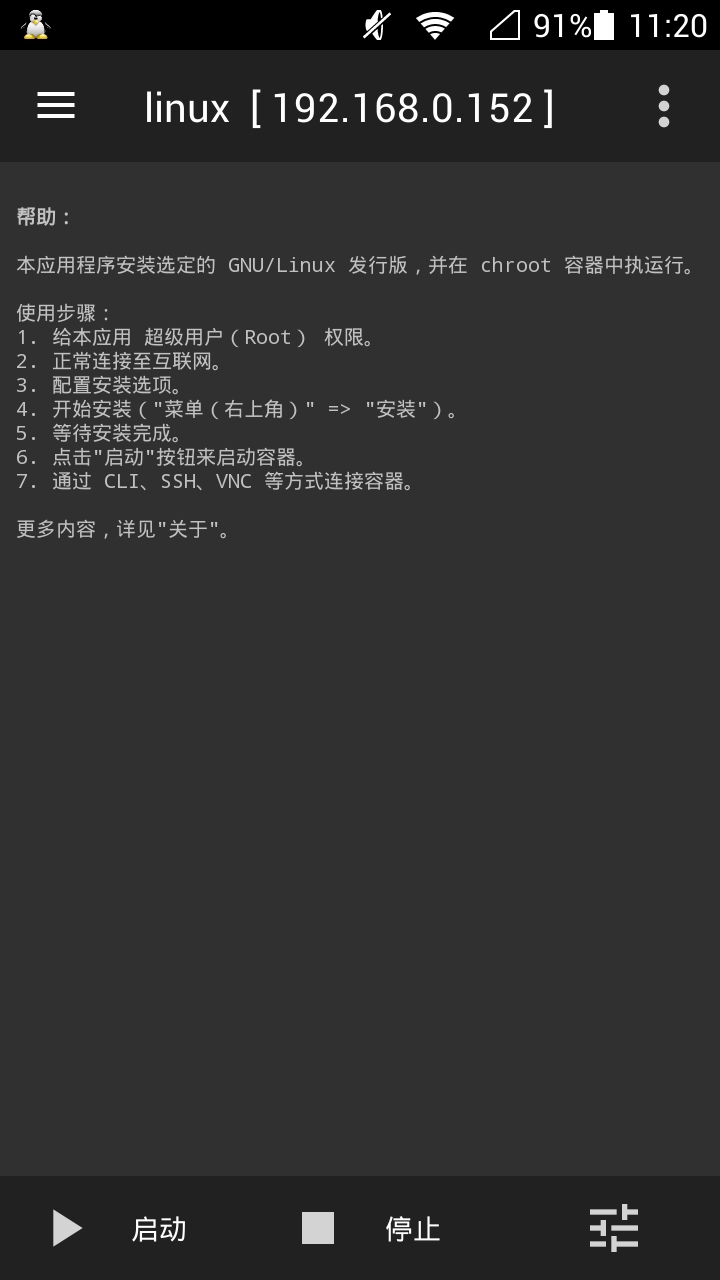 91% 11:20
linux [ 192.168.0.152 ]
帮助：
本应用程序安装选定的 GNU/Linux 发行版，并在 chroot 容器中执运行。
使用步骤：
1. 给本应用 超级用户（Root） 权限。
2. 正常连接至互联网。
3. 配置安装选项。
4. 开始安装（"菜单（右上角）" => "安装"）。
5. 等待安装完成。
6. 点击"启动"按钮来启动容器。
7. 通过 CLI、SSH、VNC 等方式连接容器。
更多内容，详见"关于"。
启动 停止